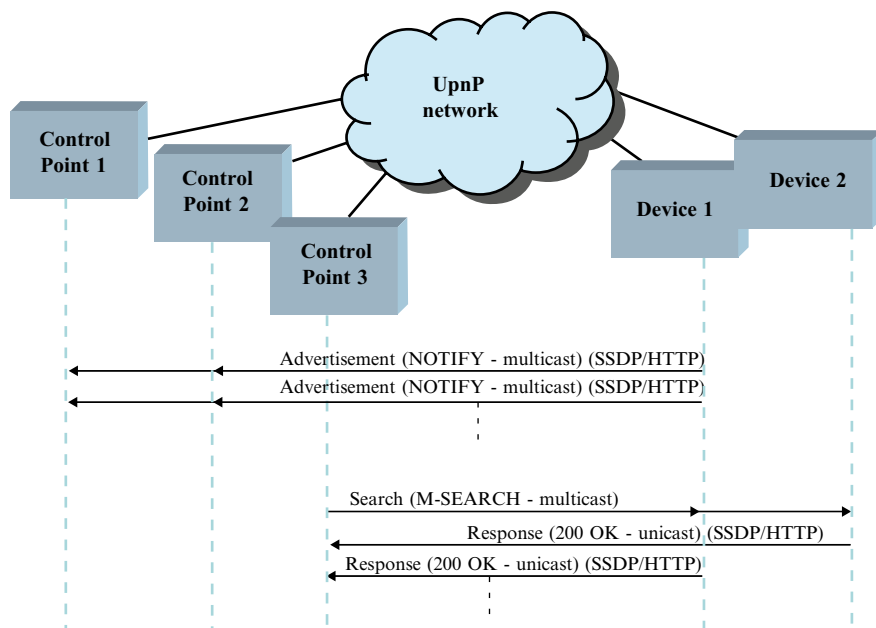 UpnP
network
Control
Point 1
Control
Point 2
Control
Point 3
Device 1
Device 2
Advertisement (NOTIFY - multicast) (SSDP/HTTP)
Advertisement (NOTIFY - multicast) (SSDP/HTTP)
Search (M-SEARCH - multicast)
Response (200 OK - unicast) (SSDP/HTTP)
Response (200 OK - unicast) (SSDP/HTTP)